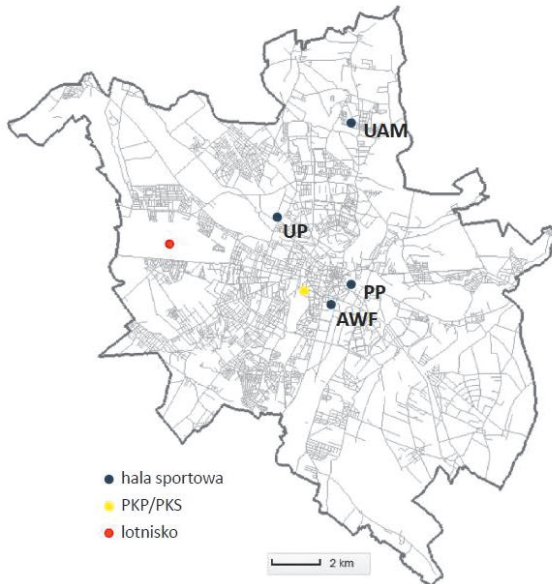 UAM
UP
PP
AWF
hala sportowa
PKP/PKS
lotnisko
2 km